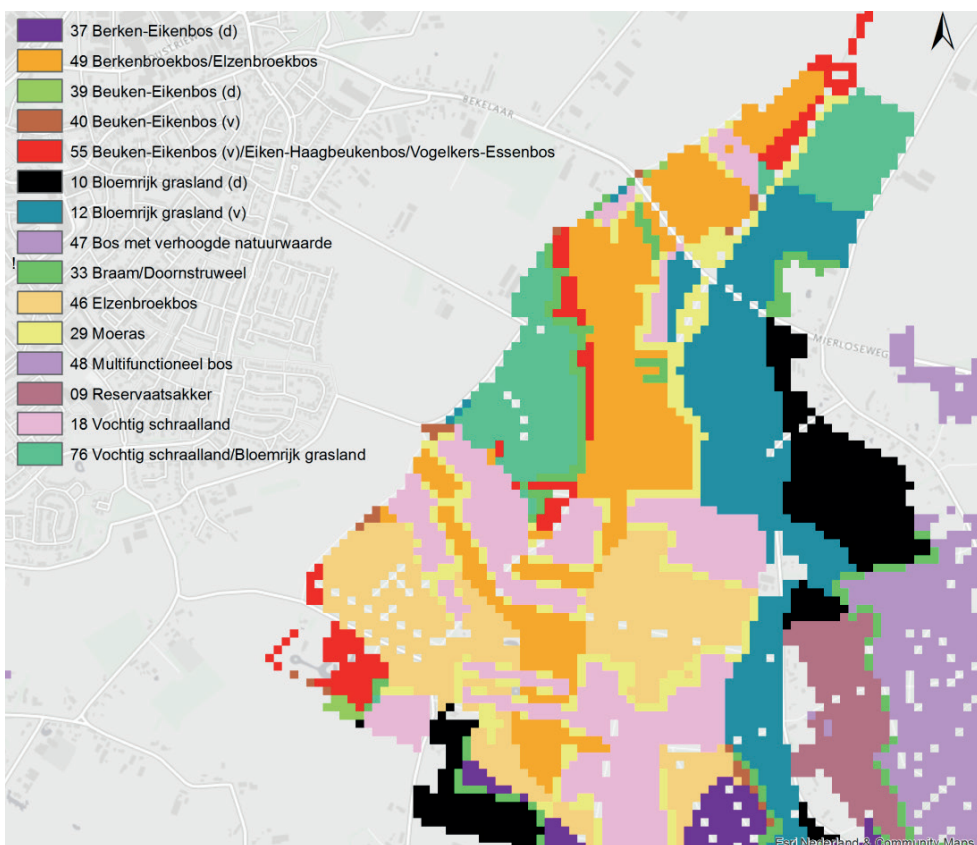 37 Berken-Eikenbos (d)
49 Berkenbroekbos/Elzenbroekbos
39 Beuken-Eikenbos (d)
40 Beuken-Eikenbos (v)
55 Beuken-Eikenbos (v)/Eiken-Haagbeukenbos/Vogelkers-Essenbos
10 Bloemrijk grasland (d)
12 Bloemrijk grasland (v)
47 Bos met verhoogde natuurwaarde
!
33 Braam/Doornstruweel
46 Elzenbroekbos
29 Moeras
48 Multifunctioneel bos
09 Reservaatsakker
18 Vochtig schraalland
76 Vochtig schraalland/Bloemrijk grasland
BEKELAAR
MIERLOSEWEG
Esri Nederland & Community Maps